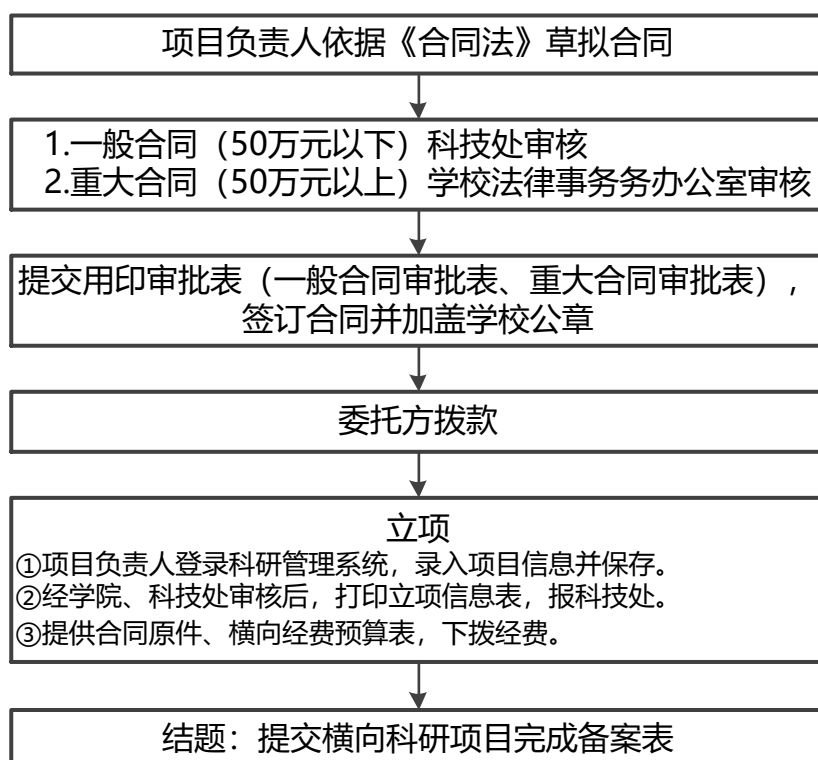 项目负责人依据《合同法》草拟合同
1.一般合同（50万元以下）科技处审核
2.重大合同（50万元以上）学校法律事务务办公室审核
提交用印审批表（一般合同审批表、重大合同审批表），
签订合同并加盖学校公章
委托方拨款
立项
①项目负责人登录科研管理系统，录入项目信息并保存。
②经学院、科技处审核后，打印立项信息表，报科技处。
③提供合同原件、横向经费预算表，下拨经费。
结题：提交横向科研项目完成备案表